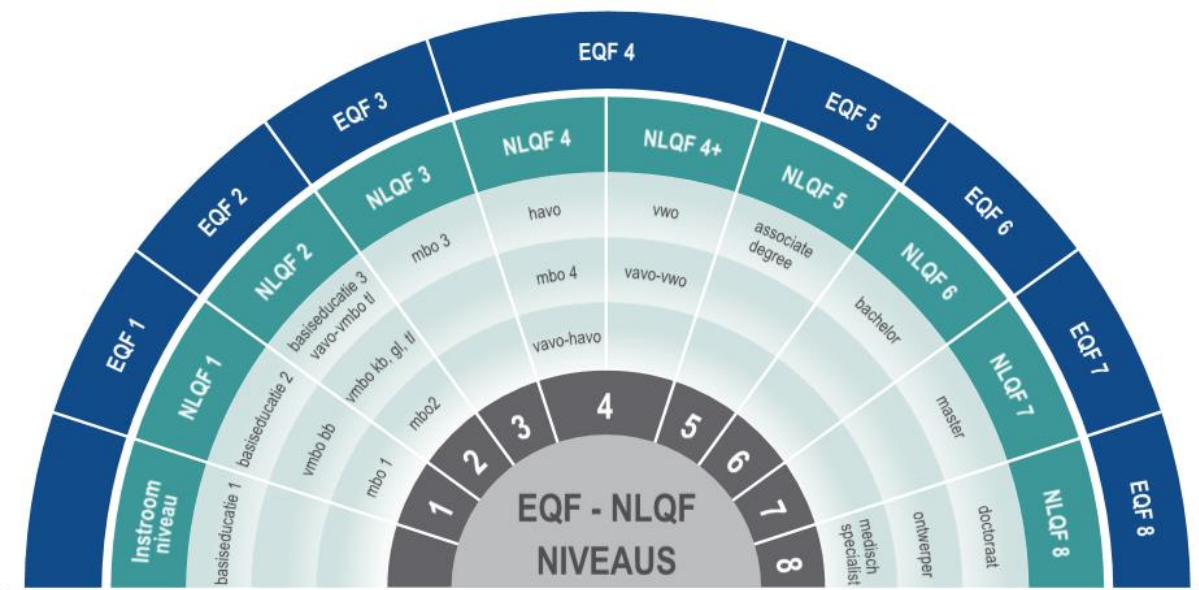 EQF 1
EQF 2
EQF 3
EQF 4
EQF 5
EQF 6
EQF 7
EQF 8
Instroom
niveau
NLQF 1
NLQF 2
NLQF 3
NLQF 4
NLQF 4+
NLQF 5
NLQF 6
NLQF 7
NLQF 8
basiseducatie 1
basiseducatie 2
vmbo bb
mbo 1
basiseducatie 3
vavo-vmbo tl
vmbo kb, gl, tl
mbo2
mbo 3
havo
mbo 4
vavo-havo
vwo
vavo-vwo
associate
degree
bachelor
master
doctoraat
ontwerper
medisch
specialist
1
2
3
4
5
6
7
8
EQF - NLQF
NIVEAUS